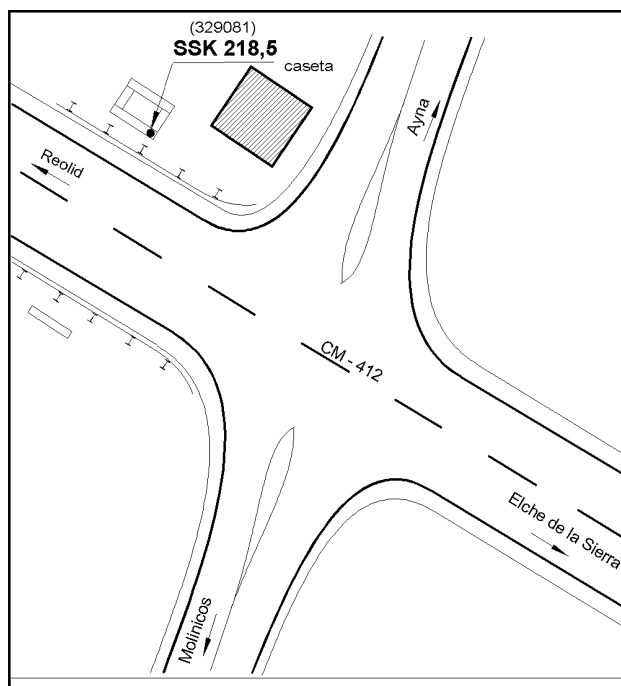 (329081)
SSK 218,5
caseta
Ayna
Reolid
CM - 412
Elche de la Sierra
Molinicos